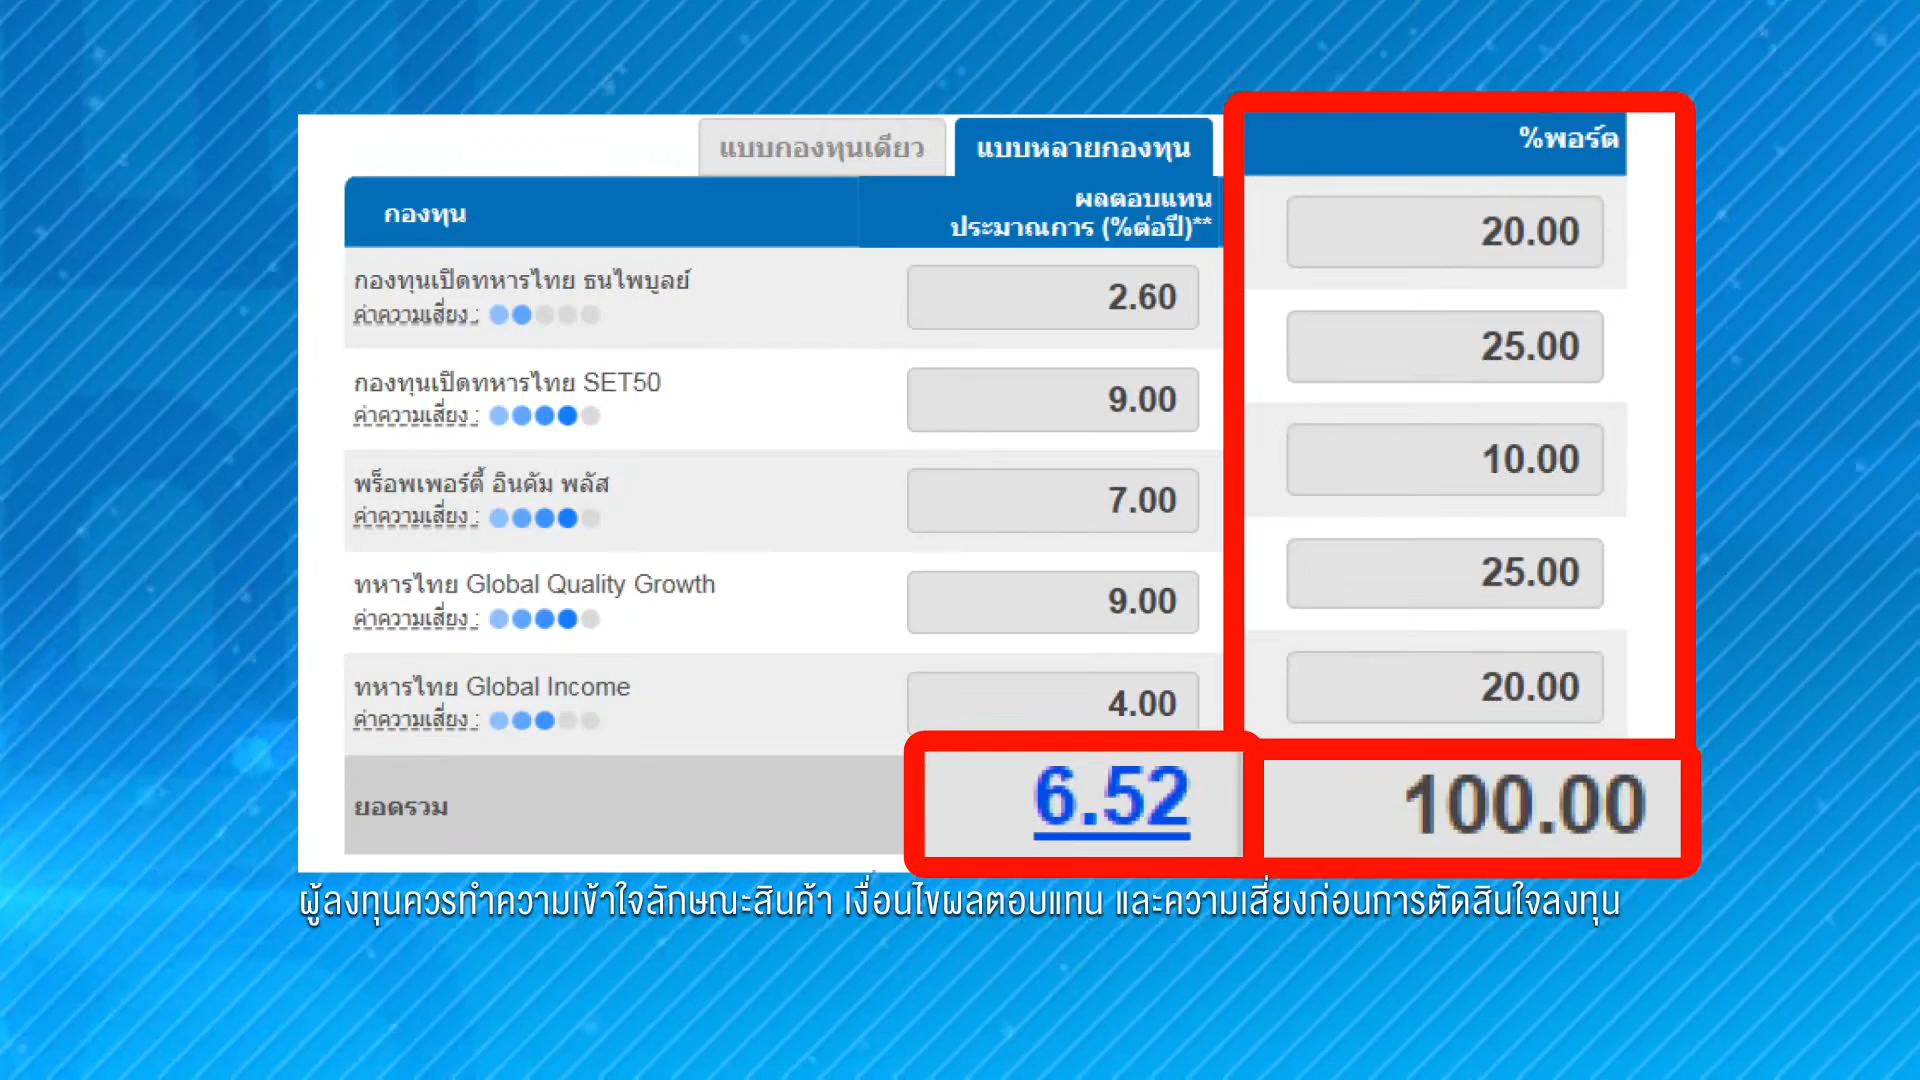 แบบกองทุนเดียว
แบบหลายกองทุน
%พอร์ต
กองทุน
ผลตอบแทน
ประมาณการ (%ต่อปี)**
กองทุนเปิดทหารไทย ธนไพบูลย์
ค่าความเสี่ยง :
2.60
20.00
กองทุนเปิดทหารไทย SET50
ค่าความเสี่ยง :
9.00
25.00
พร็อพเพอร์ตี้ อินคัม พลัส
ค่าความเสี่ยง :
7.00
10.00
ทหารไทย Global Quality Growth
ค่าความเสี่ยง :
9.00
25.00
ทหารไทย Global Income
ค่าความเสี่ยง :
4.00
20.00
ยอดรวม
6.52
100.00
ผู้ลงทุนควรทำความเข้าใจลักษณะสินค้า เงื่อนไขผลตอบแทน และความเสี่ยงก่อนการตัดสินใจลงทุน